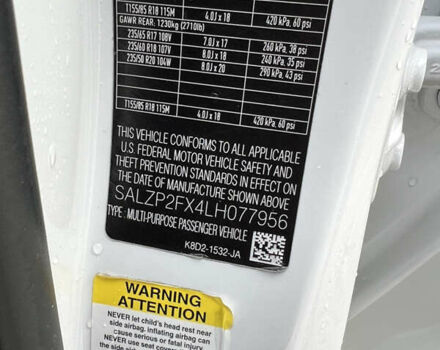 T155/85 R18 115M 4.0J x 18 420 kPa, 60 psi
GAWR REAR: 1230kg (2710lb)
235/65 R17 108V 7.0J x 17 260 kPa, 38 psi
235/60 R18 107V 8.0J x 18 240 kPa, 35 psi
235/50 R20 104W 8.0J x 20 290 kPa, 43 psi
T155/85 R18 115M 4.0J x 18 420 kPa, 60 psi
THIS VEHICLE CONFORMS TO ALL APPLICABLE
U.S. FEDERAL MOTOR VEHICLE SAFETY AND
THEFT PREVENTION STANDARDS IN EFFECT ON
THE DATE OF MANUFACTURE SHOWN ABOVE
SALZP2FX4LH077956
TYPE: MULTI-PURPOSE PASSENGER VEHICLE
K8D2-1532-JA
WARNING
ATTENTION
NEVER let child's head rest near
side airbag. inflating airbag can
cause serious or fatal injury.
NEVER use seat covers